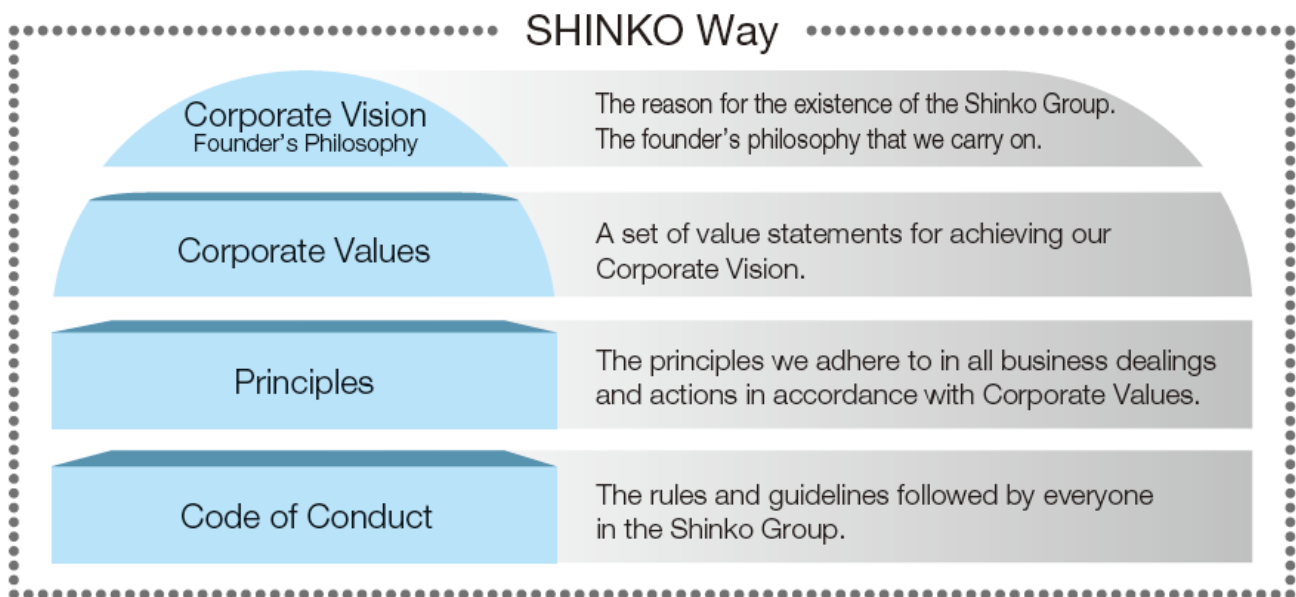 SHINKO Way
Corporate Vision
Founder's Philosophy
The reason for the existence of the Shinko Group.
The founder's philosophy that we carry on.
Corporate Values
A set of value statements for achieving our
Corporate Vision.
Principles
The principles we adhere to in all business dealings
and actions in accordance with Corporate Values.
Code of Conduct
The rules and guidelines followed by everyone
in the Shinko Group.